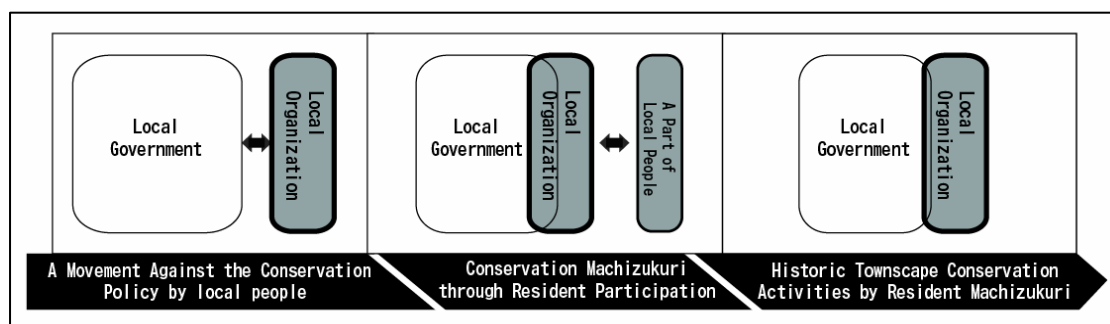 Local
Government
Local
Organization
Local
Government
Local
Organization
A Part of
Local People
Local
Government
Local
Organization
A Movement Against the Conservation
Policy by local people
Conservation Machizukuri
through Resident Participation
Historic Townscape Conservation
Activities by Resident Machizukuri